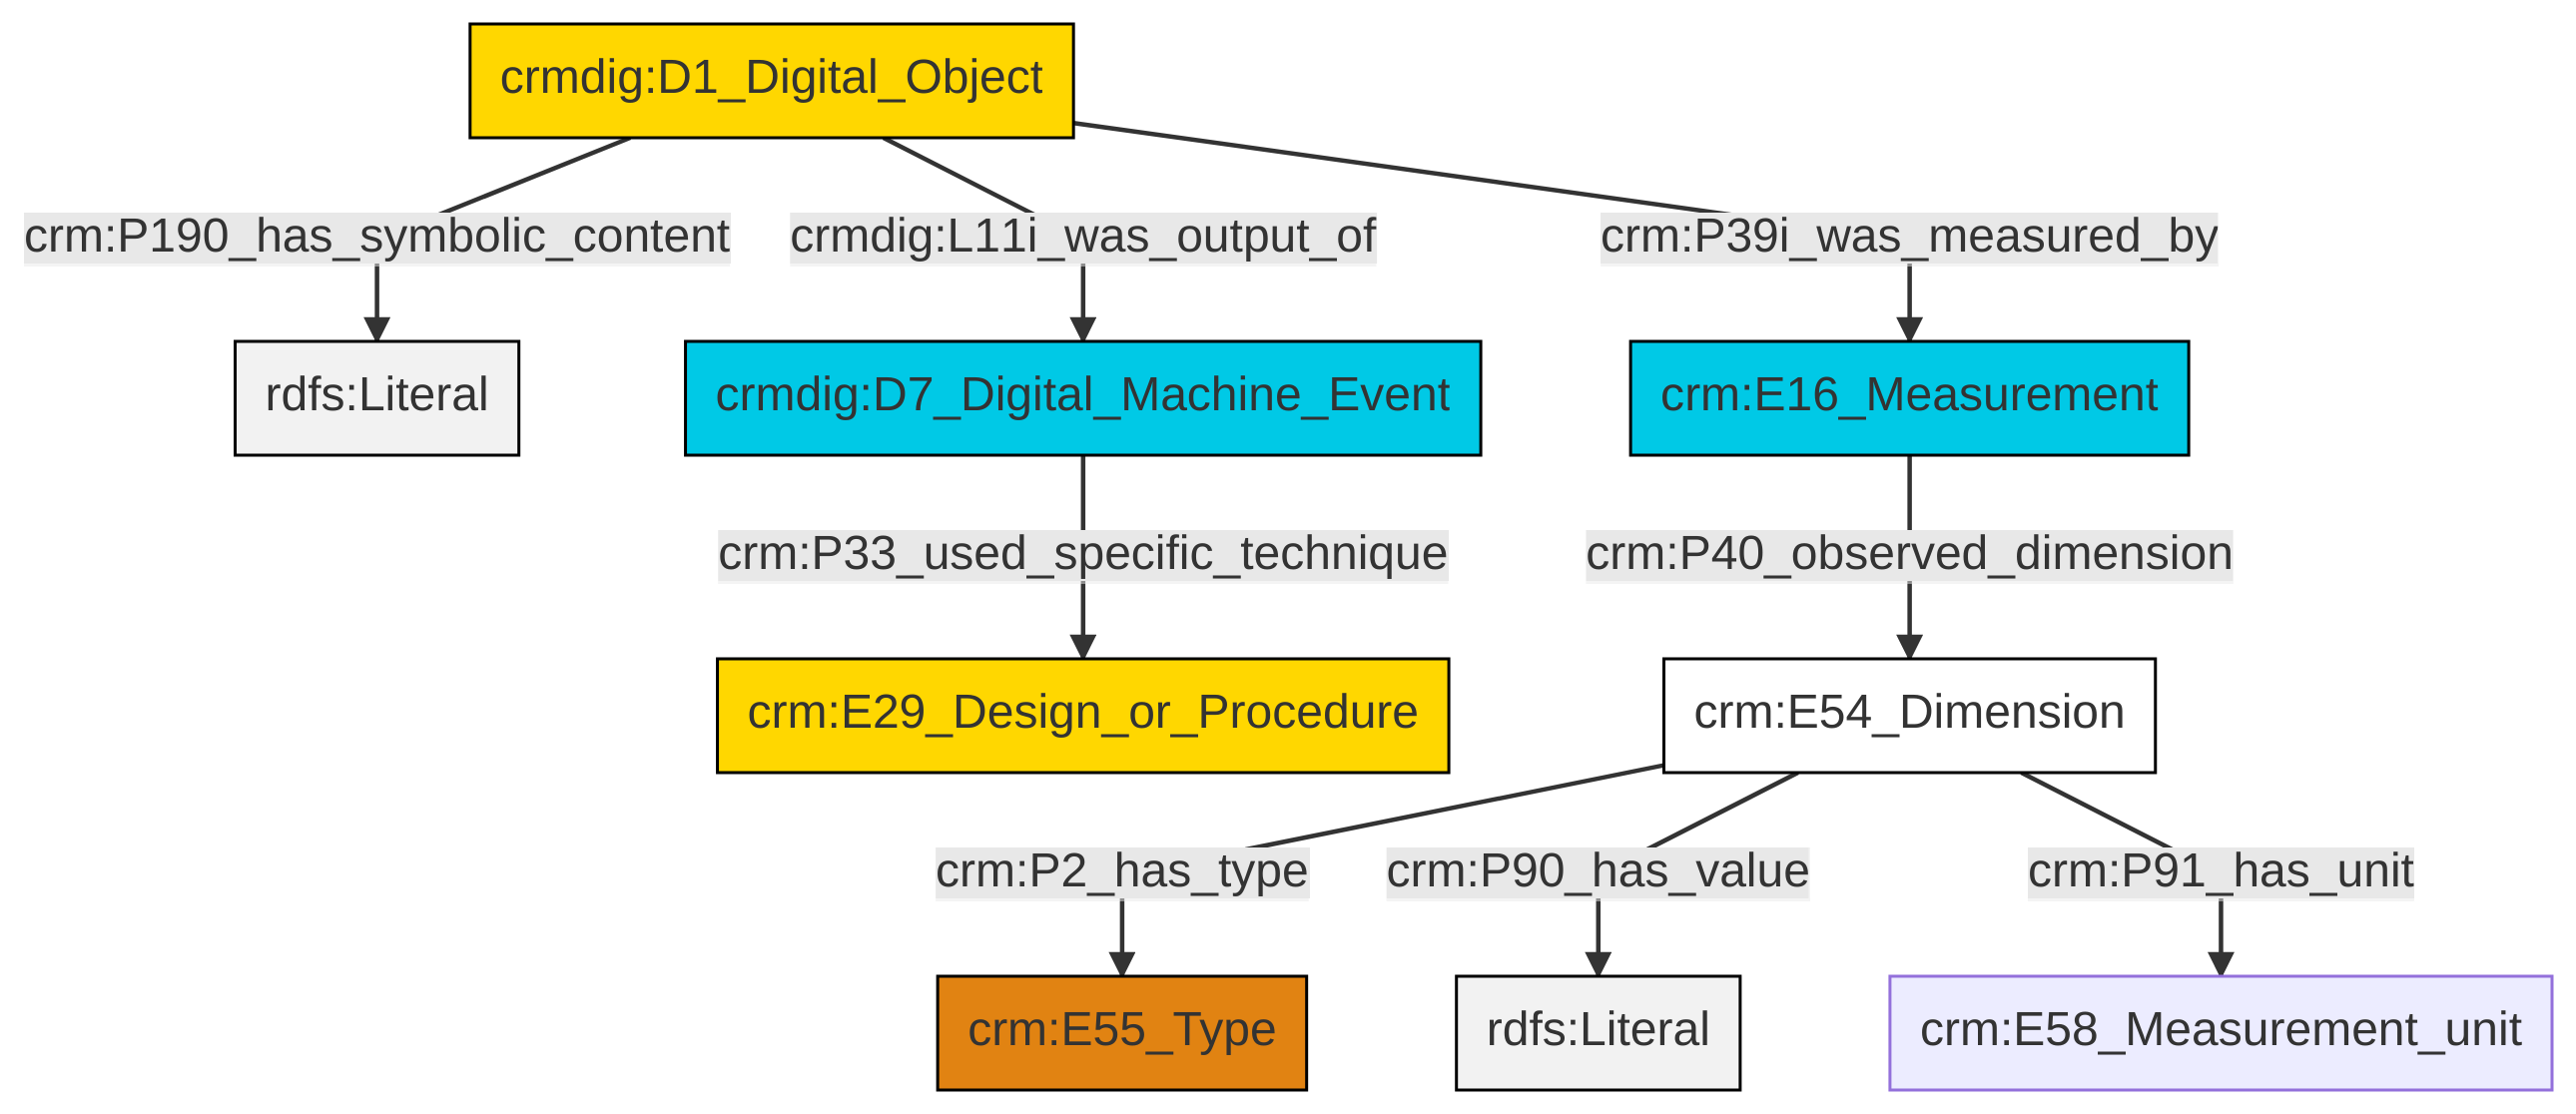 crmdig:D1_Digital_Object
crm:P190_has_symbolic_content
crmdig:L11i_was_output_of
crm:P39i_was_measured_by
rdfs:Literal
crmdig:D7_Digital_Machine_Event
crm:E16_Measurement
crm:P33_used_specific_technique
crm:P40_observed_dimension
crm:E29_Design_or_Procedure
crm:E54_Dimension
crm:P2_has_type
crm:P90_has_value
crm:P91_has_unit
crm:E55_Type
rdfs:Literal
crm:E58_Measurement_unit